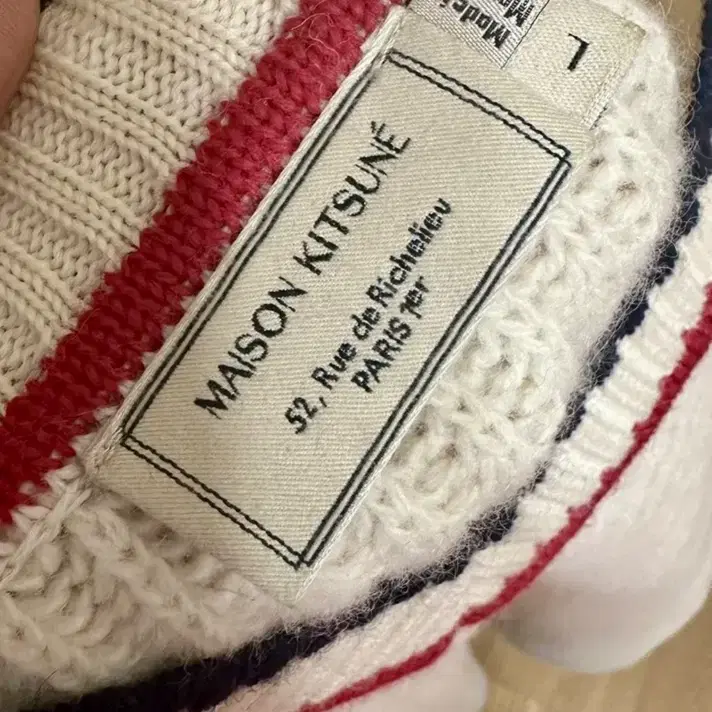 MAISON KITSUNÉ
52, Rue de Richelieu
PARIS 1er
L